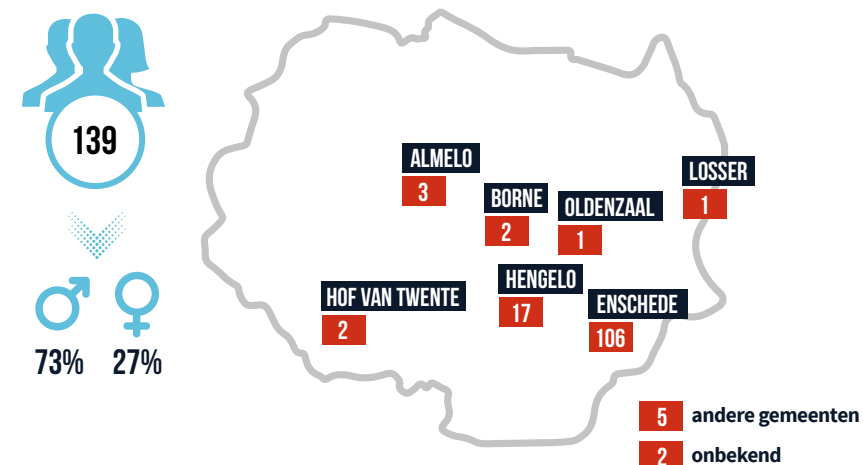 139
73% 27%
ALMELO
3
BORNE
2
OLDENZAAL
1
LOSSER
1
HOF VAN TWENTE
2
HENGELO
17
ENSCHEDE
106
5 andere gemeenten
2 onbekend